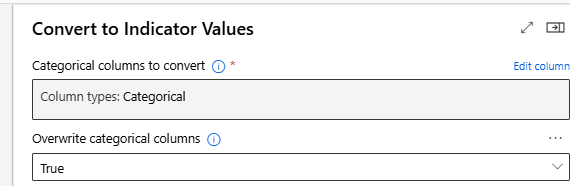 Convert to Indicator Values
Categorical columns to convert * Edit column
Column types: Categorical
Overwrite categorical columns ...
True